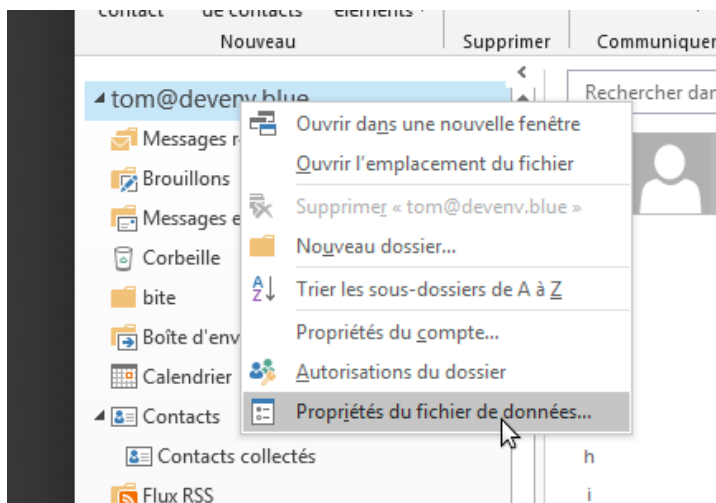 contact de contacts éléments
Nouveau Supprimer Communiquer
tom@devenv.blue
Rechercher dan
Messages r
Brouillons
Messages e
Corbeille
bite
Boîte d'env
Calendrier
Contacts
Contacts collectés
Flux RSS
Ouvrir dans une nouvelle fenêtre
Ouvrir l'emplacement du fichier
Supprimer « tom@devenv.blue »
Nouveau dossier...
Trier les sous-dossiers de A à Z
Propriétés du compte...
Autorisations du dossier
Propriétés du fichier de données...
h
i